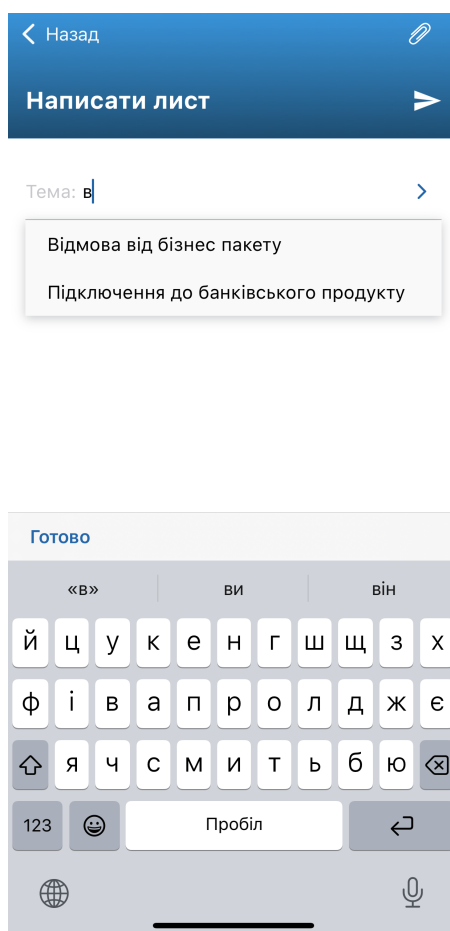 Назад
Написати лист
Тема: в
Відмова від бізнес пакету
Підключення до банківського продукту
Готово
«в» ви він
й ц у к е н г ш щ з х
ф і в а п р о л д ж є
я ч с м и т ь б ю
123 Пробіл